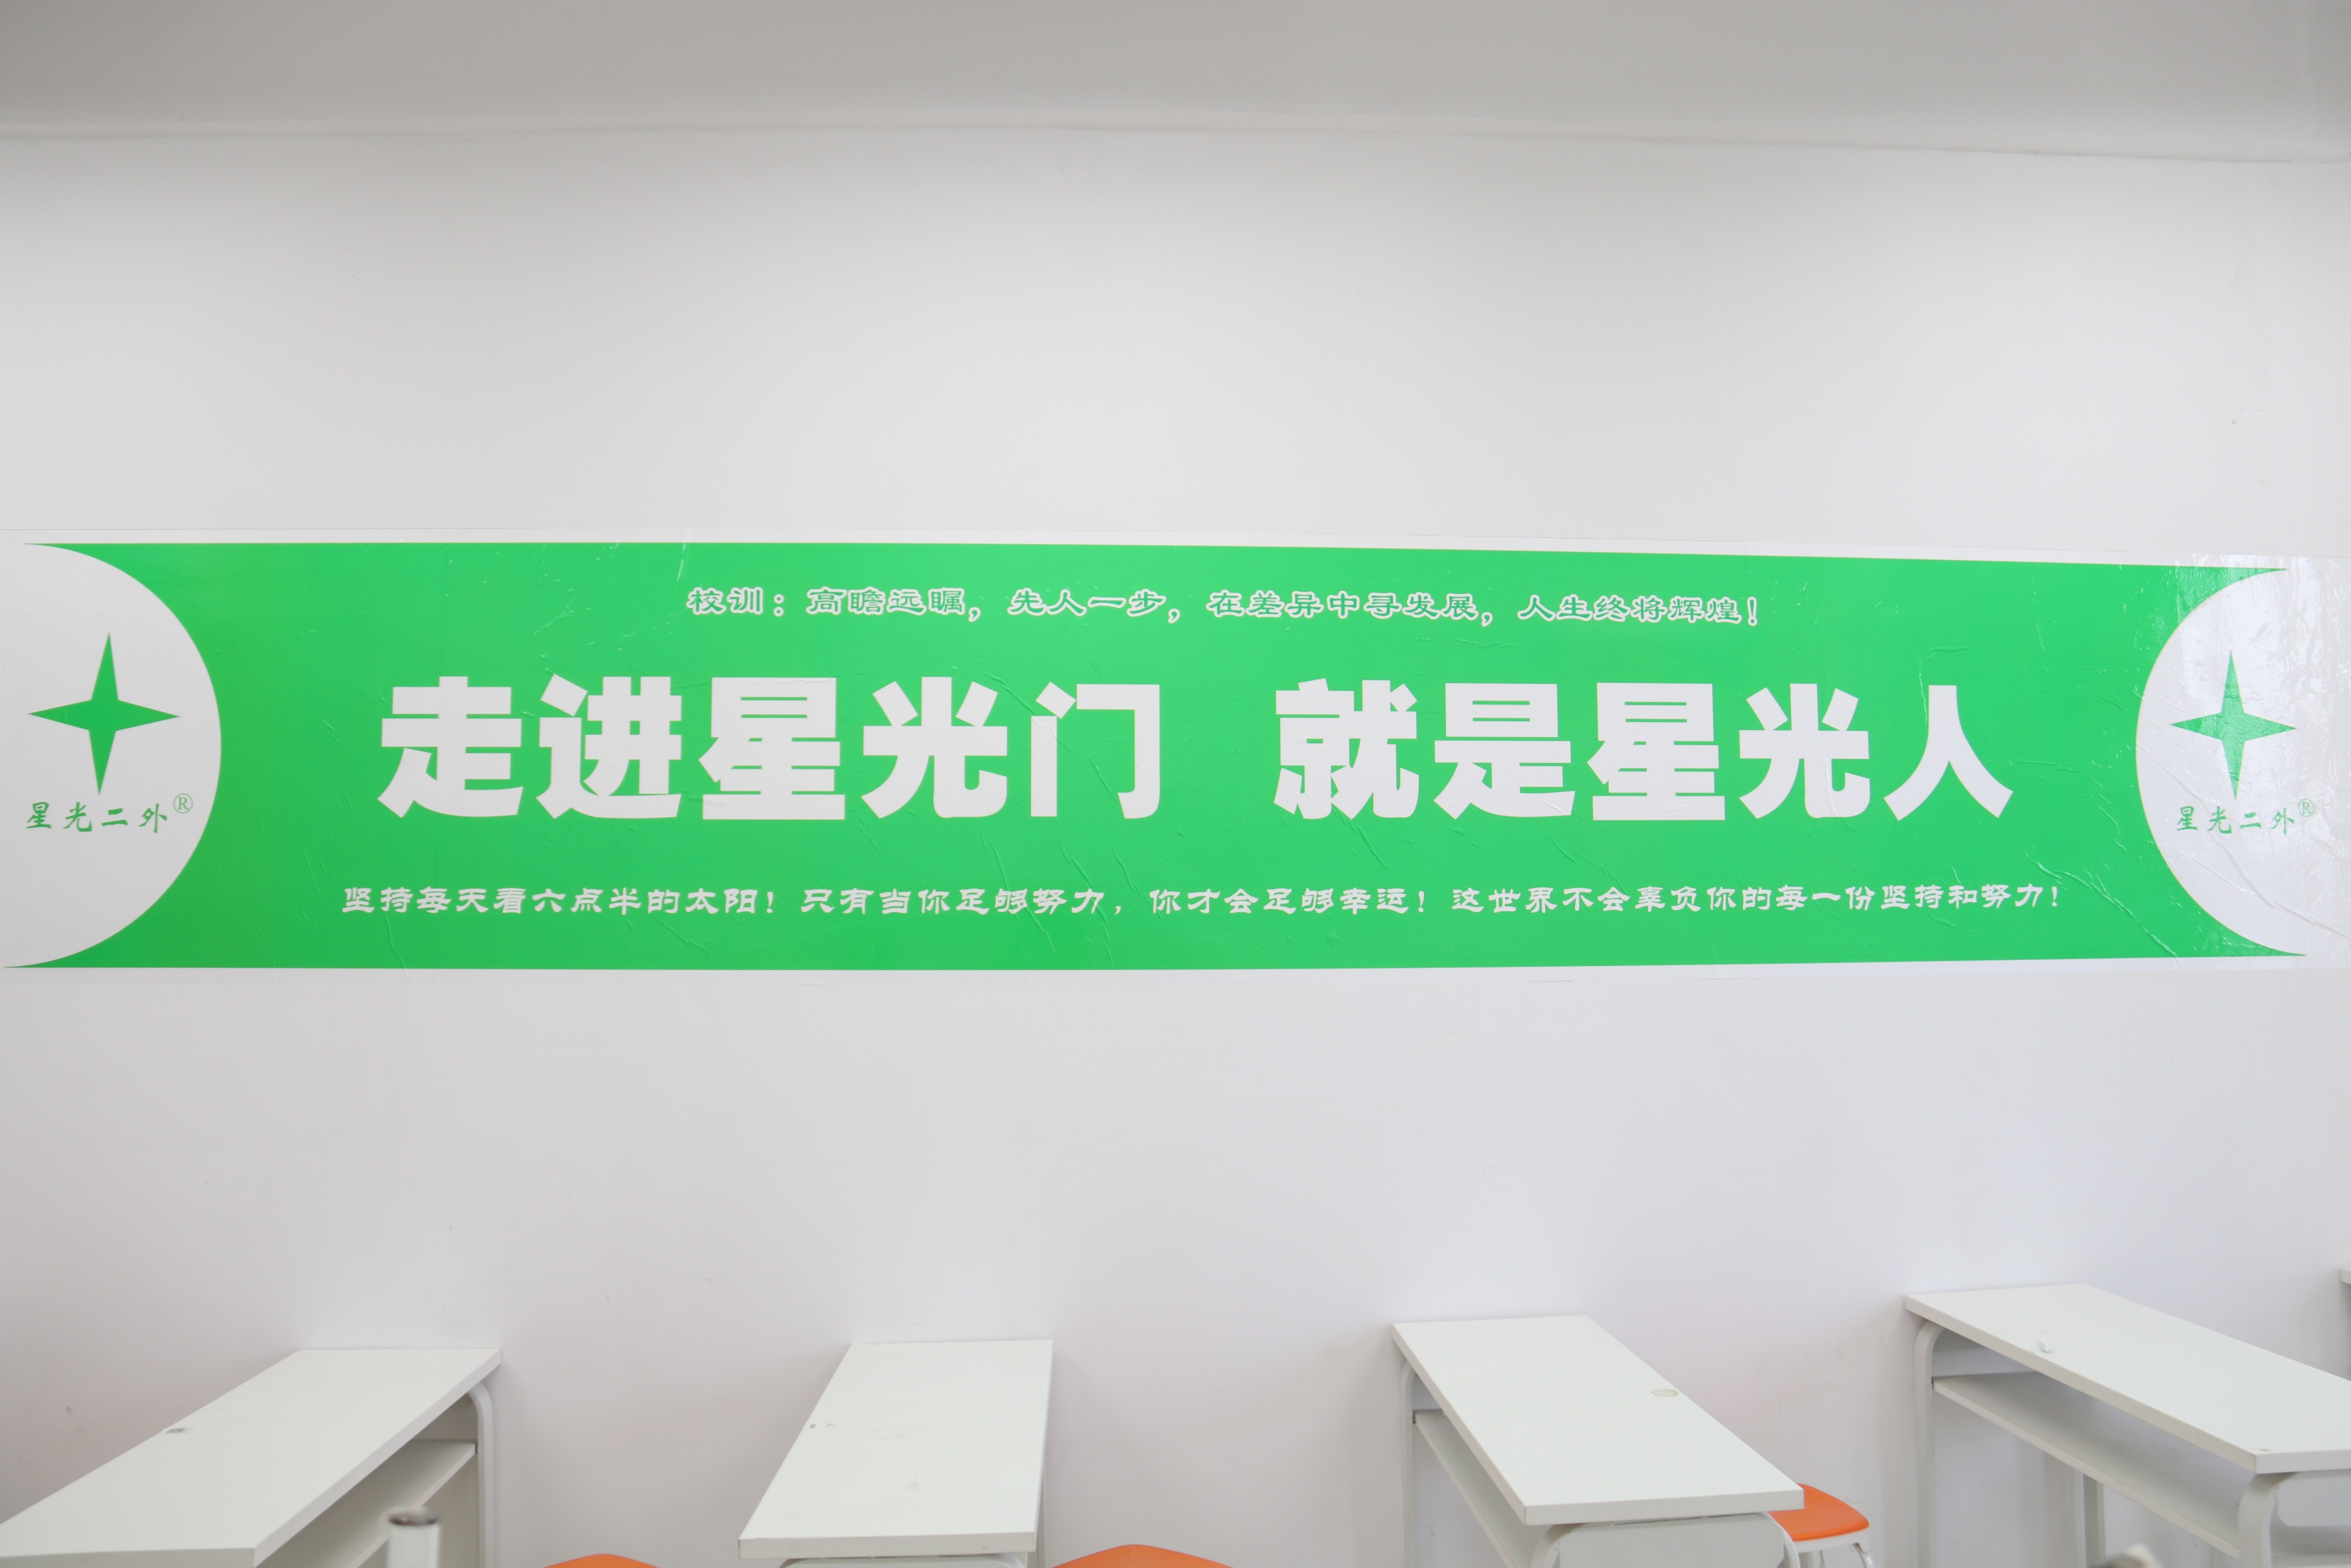 校训：高瞻远瞩，先人一步，在差异中寻发展，人生终将辉煌！
走进星光门 就是星光人
坚持每天看六点半的太阳！只有当你足够努力，你才会足够幸运！这世界不会辜负你的每一份坚持和努力！
星光二外®
星光二外®